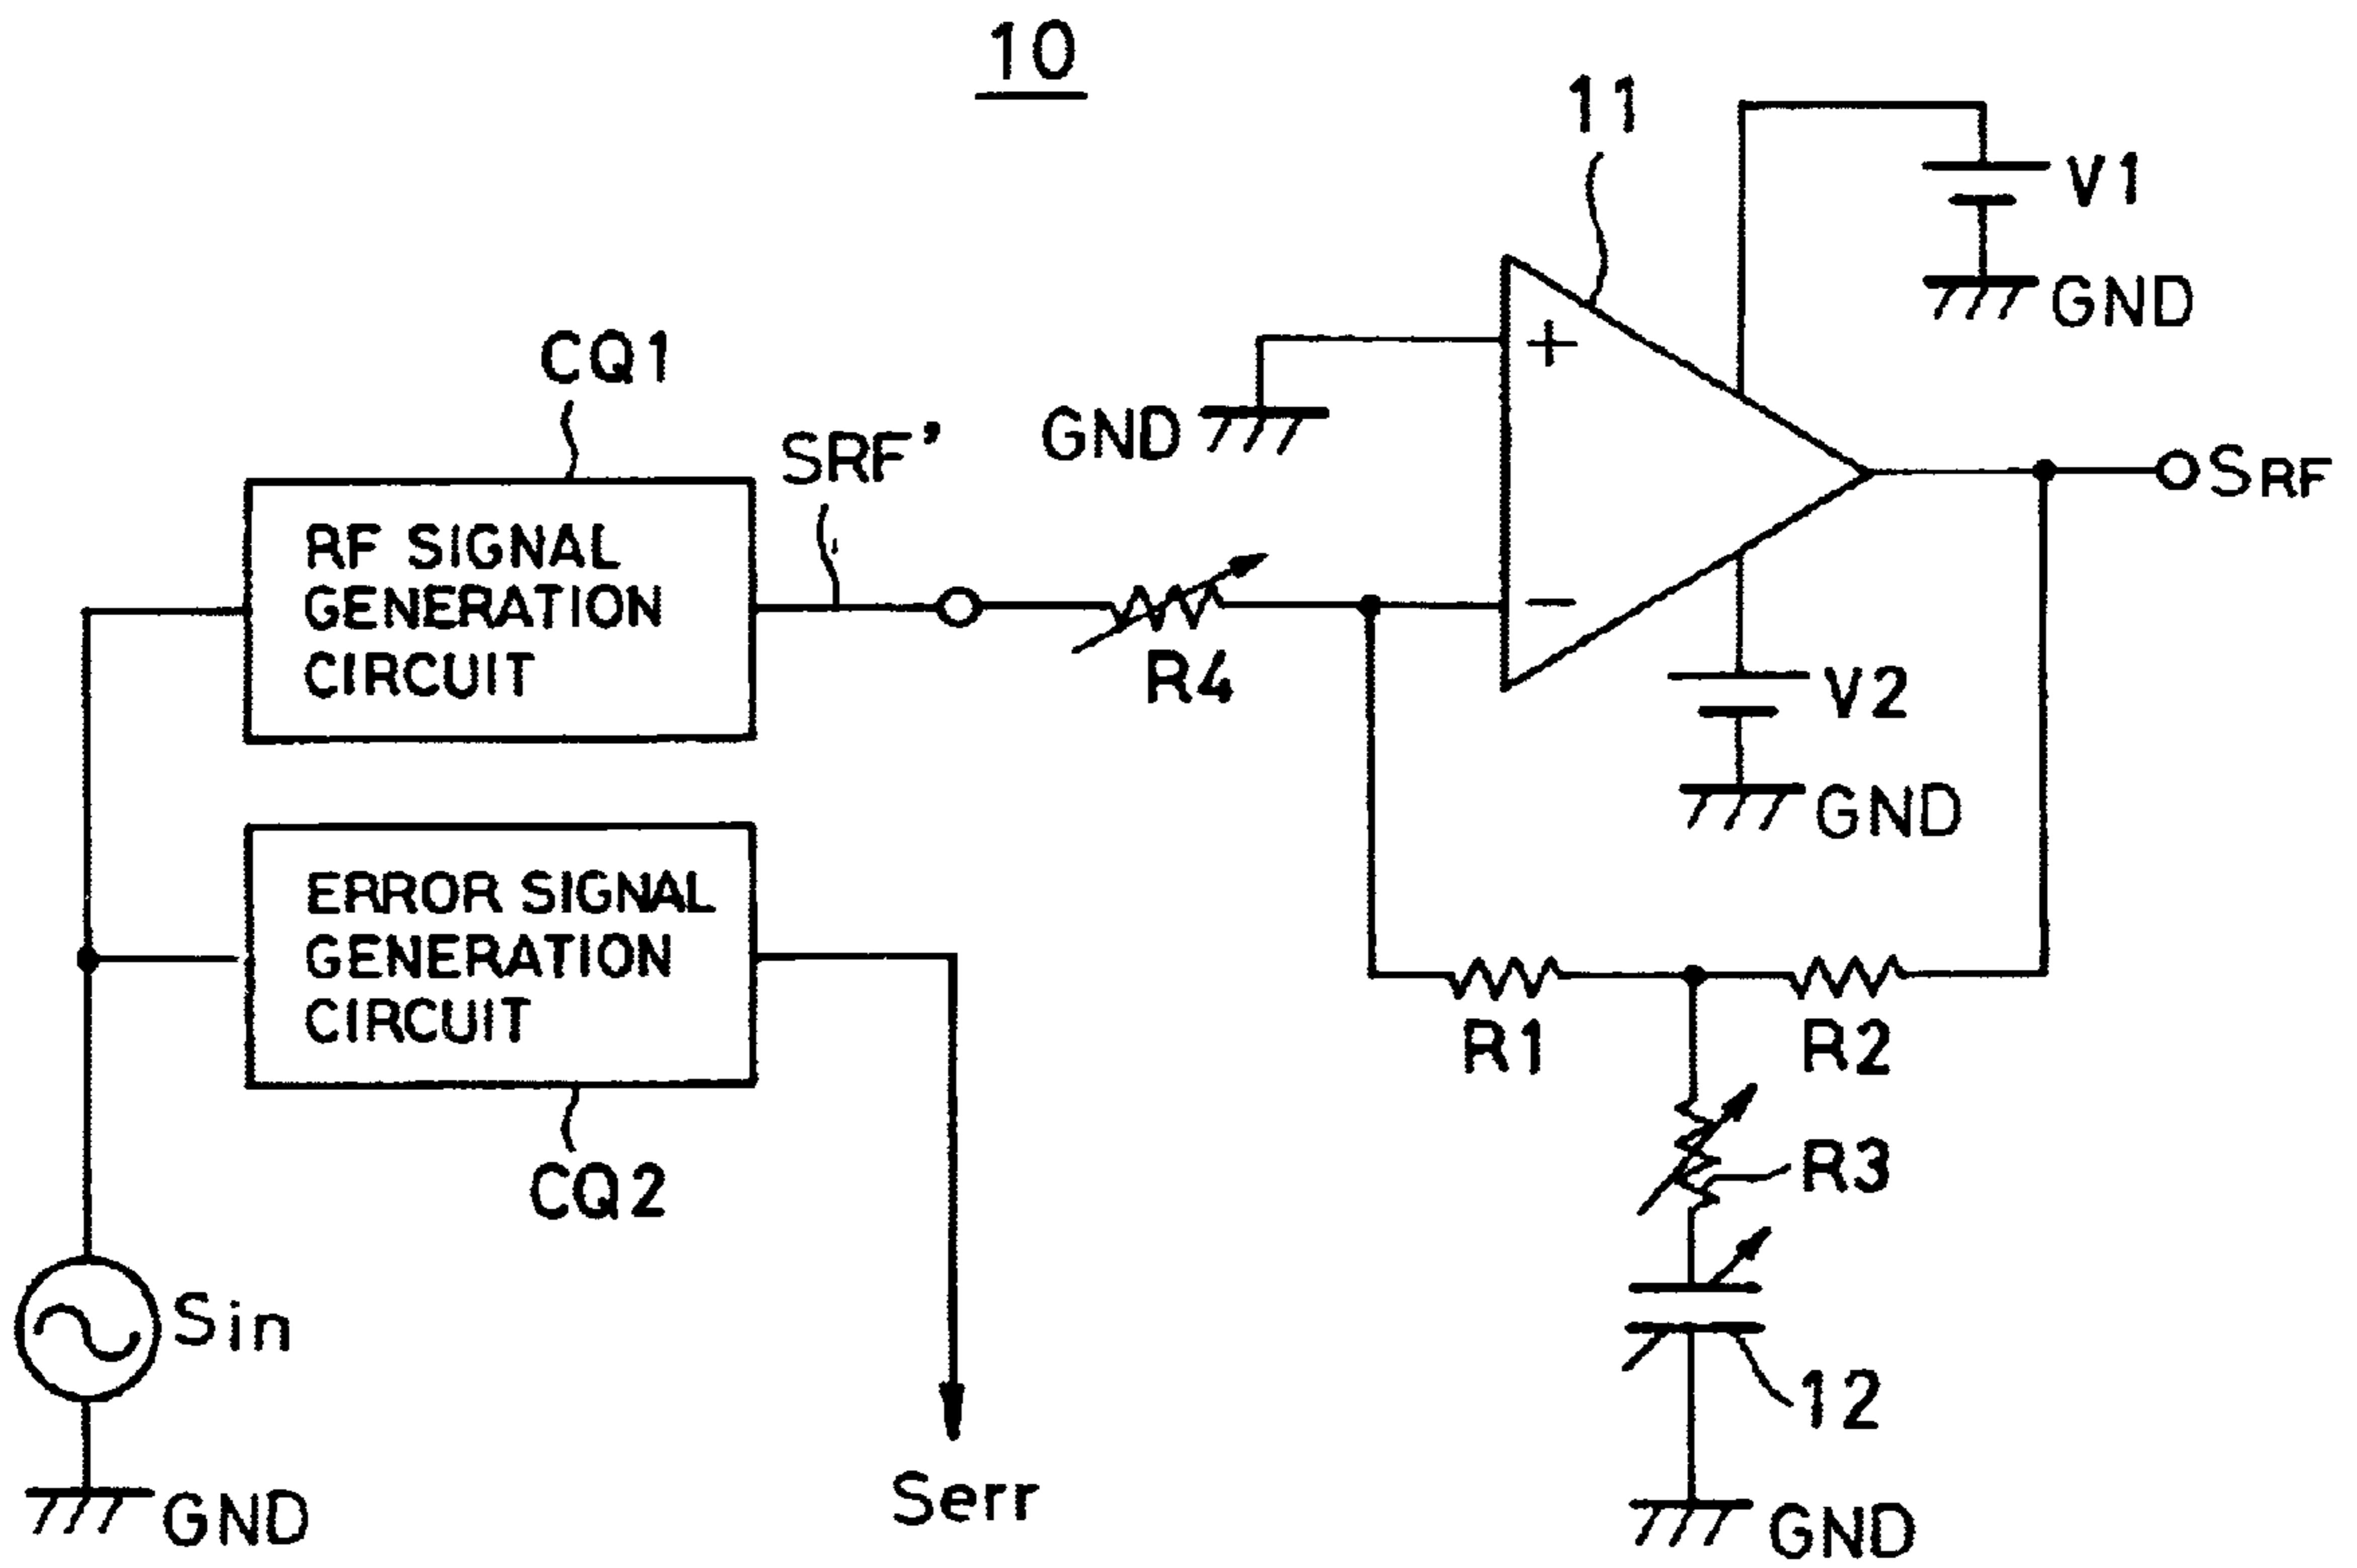 10
11
V1
GND
CQ1
SRF'
GND
+
SRF
RF SIGNAL
GENERATION
CIRCUIT
R4
−
V2
GND
ERROR SIGNAL
GENERATION
CIRCUIT
R1
R2
CQ2
R3
Sin
12
Serr
GND
GND